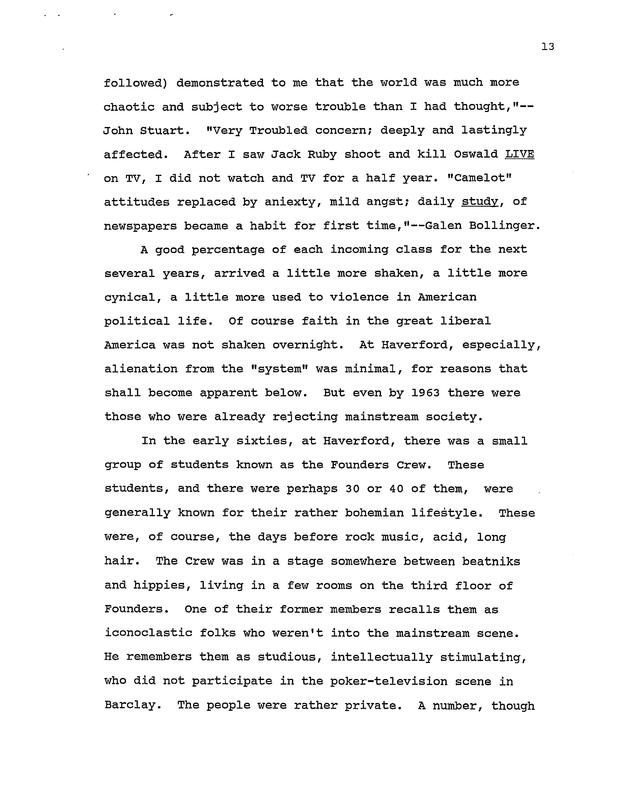 13
followed) demonstrated to me that the world was much more
chaotic and subject to worse trouble than I had thought,"--
John Stuart.  "Very Troubled concern; deeply and lastingly
affected.  After I saw Jack Ruby shoot and kill Oswald LIVE
on TV, I did not watch and TV for a half year. "Camelot"
attitudes replaced by aniexty, mild angst; daily study, of
newspapers became a habit for first time,"--Galen Bollinger.
A good percentage of each incoming class for the next
several years, arrived a little more shaken, a little more
cynical, a little more used to violence in American
political life.  Of course faith in the great liberal
America was not shaken overnight.  At Haverford, especially,
alienation from the "system" was minimal, for reasons that
shall become apparent below.  But even by 1963 there were
those who were already rejecting mainstream society.
In the early sixties, at Haverford, there was a small
group of students known as the Founders Crew.  These
students, and there were perhaps 30 or 40 of them,  were
generally known for their rather bohemian lifestyle.  These
were, of course, the days before rock music, acid, long
hair.  The Crew was in a stage somewhere between beatniks
and hippies, living in a few rooms on the third floor of
Founders.  One of their former members recalls them as
iconoclastic folks who weren't into the mainstream scene.
He remembers them as studious, intellectually stimulating,
who did not participate in the poker-television scene in
Barclay.  The people were rather private.  A number, though